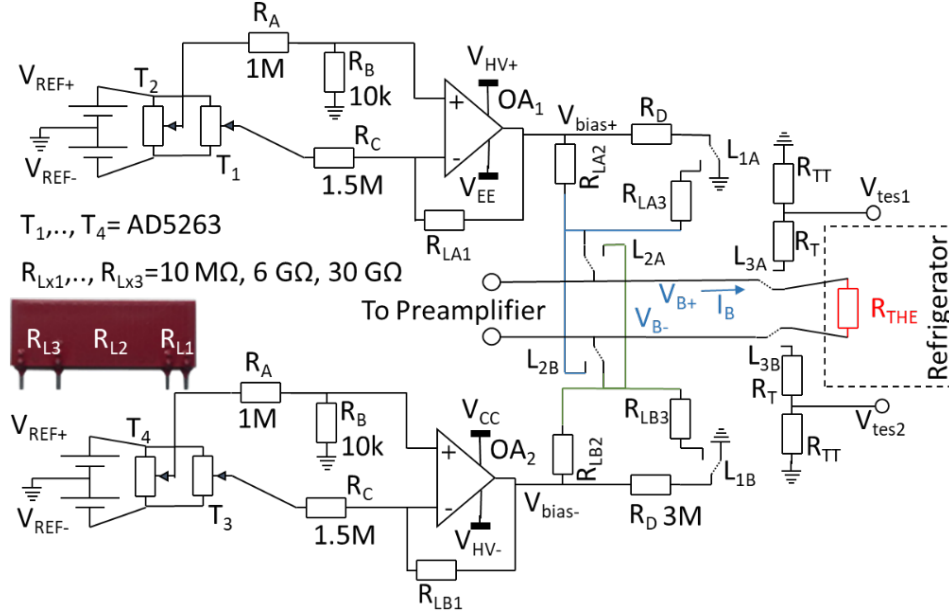 R_A
1M
R_B
10k
V_HV+
OA_1
V_REF+
T_2
+
-
V_bias+
R_D
L_1A
R_C
1.5M
V_REF-
T_1
V_EE
R_LA1
R_LA2
R_LA3
R_TT
V_tes1
R_T
T_1,.., T_4= AD5263
L_2A
L_3A
R_Lx1,.., R_Lx3=10 MΩ, 6 GΩ, 30 GΩ
To Preamplifier
V_B+
I_B
V_B-
R_THE
Refrigerator
R_L3 R_L2 R_L1
L_2B
L_3B
R_A
1M
R_B
10k
V_CC
OA_2
R_LB2
R_LB3
R_T
V_tes2
R_TT
V_REF+
T_4
+
-
L_1B
R_C
1.5M
V_REF-
T_3
V_HV-
V_bias-
R_D 3M
R_LB1